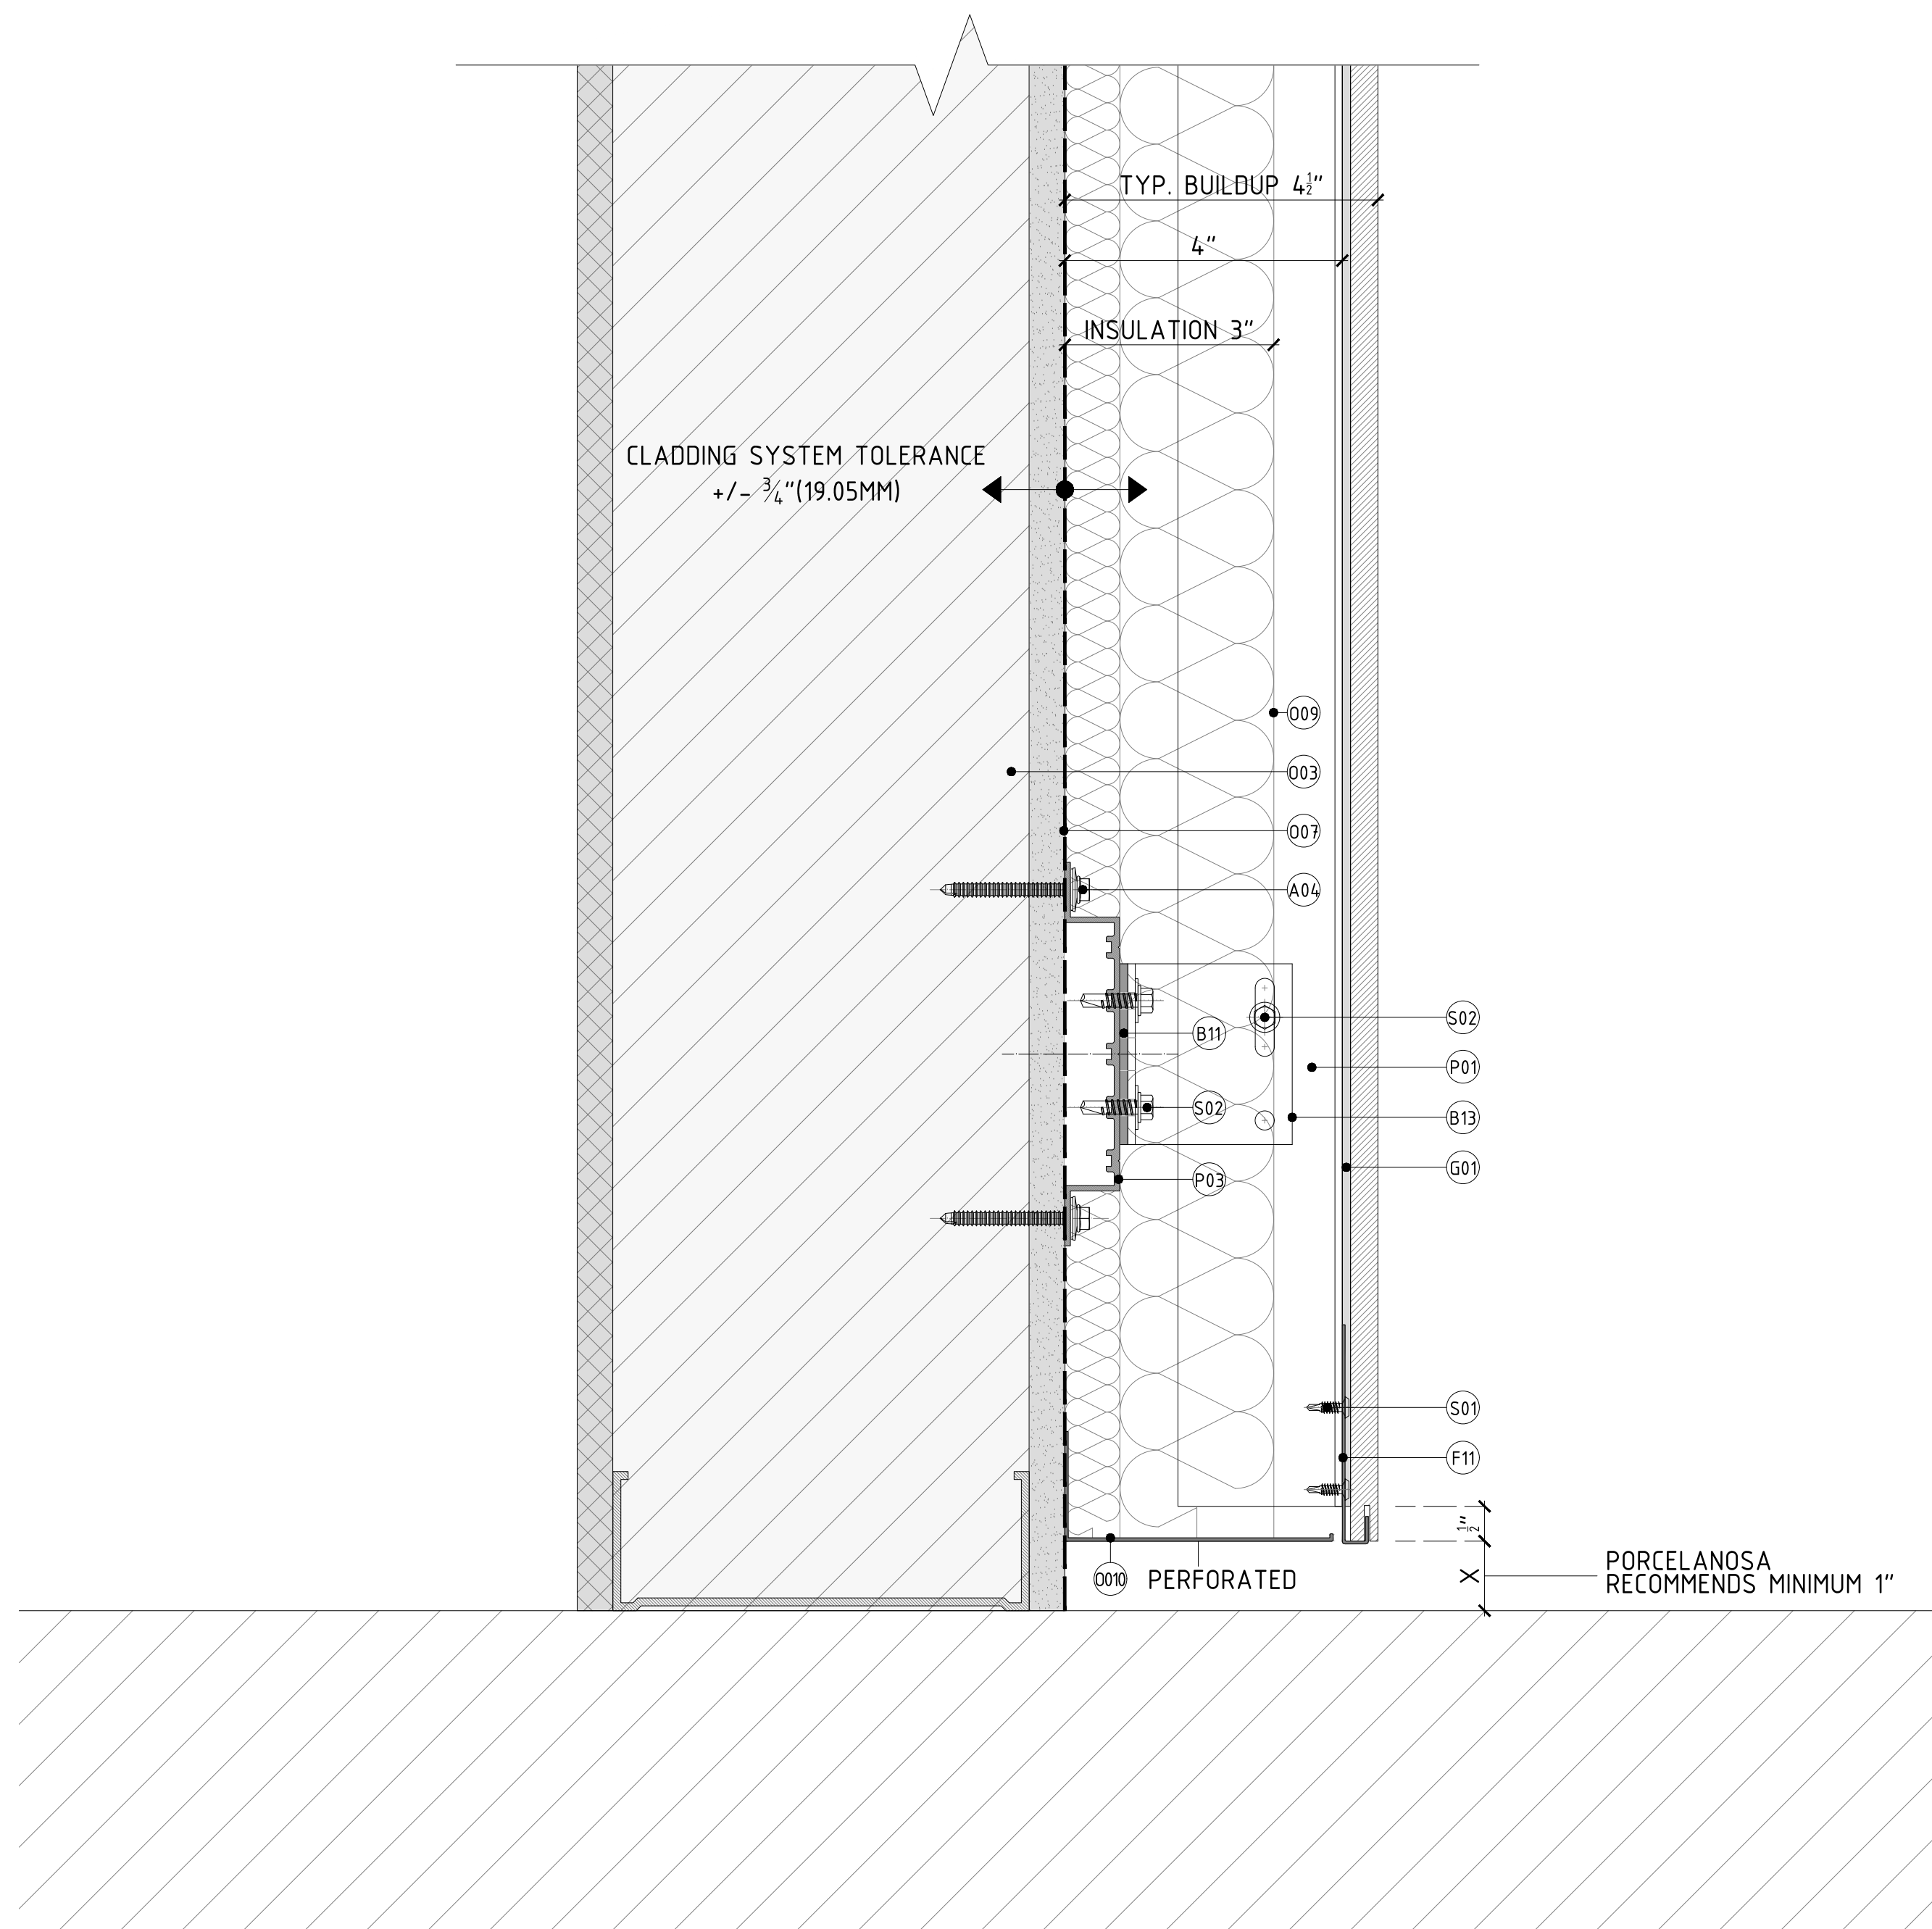 TYP. BUILDUP 4½"
4"
INSULATION 3"
CLADDING SYSTEM TOLERANCE
+/- ¾"(19.05MM)
O09
O03
O07
A04
S02
B11
P01
S02
B13
G01
P03
S01
F11
½"
O010
PERFORATED
X
PORCELANOSA
RECOMMENDS MINIMUM 1"